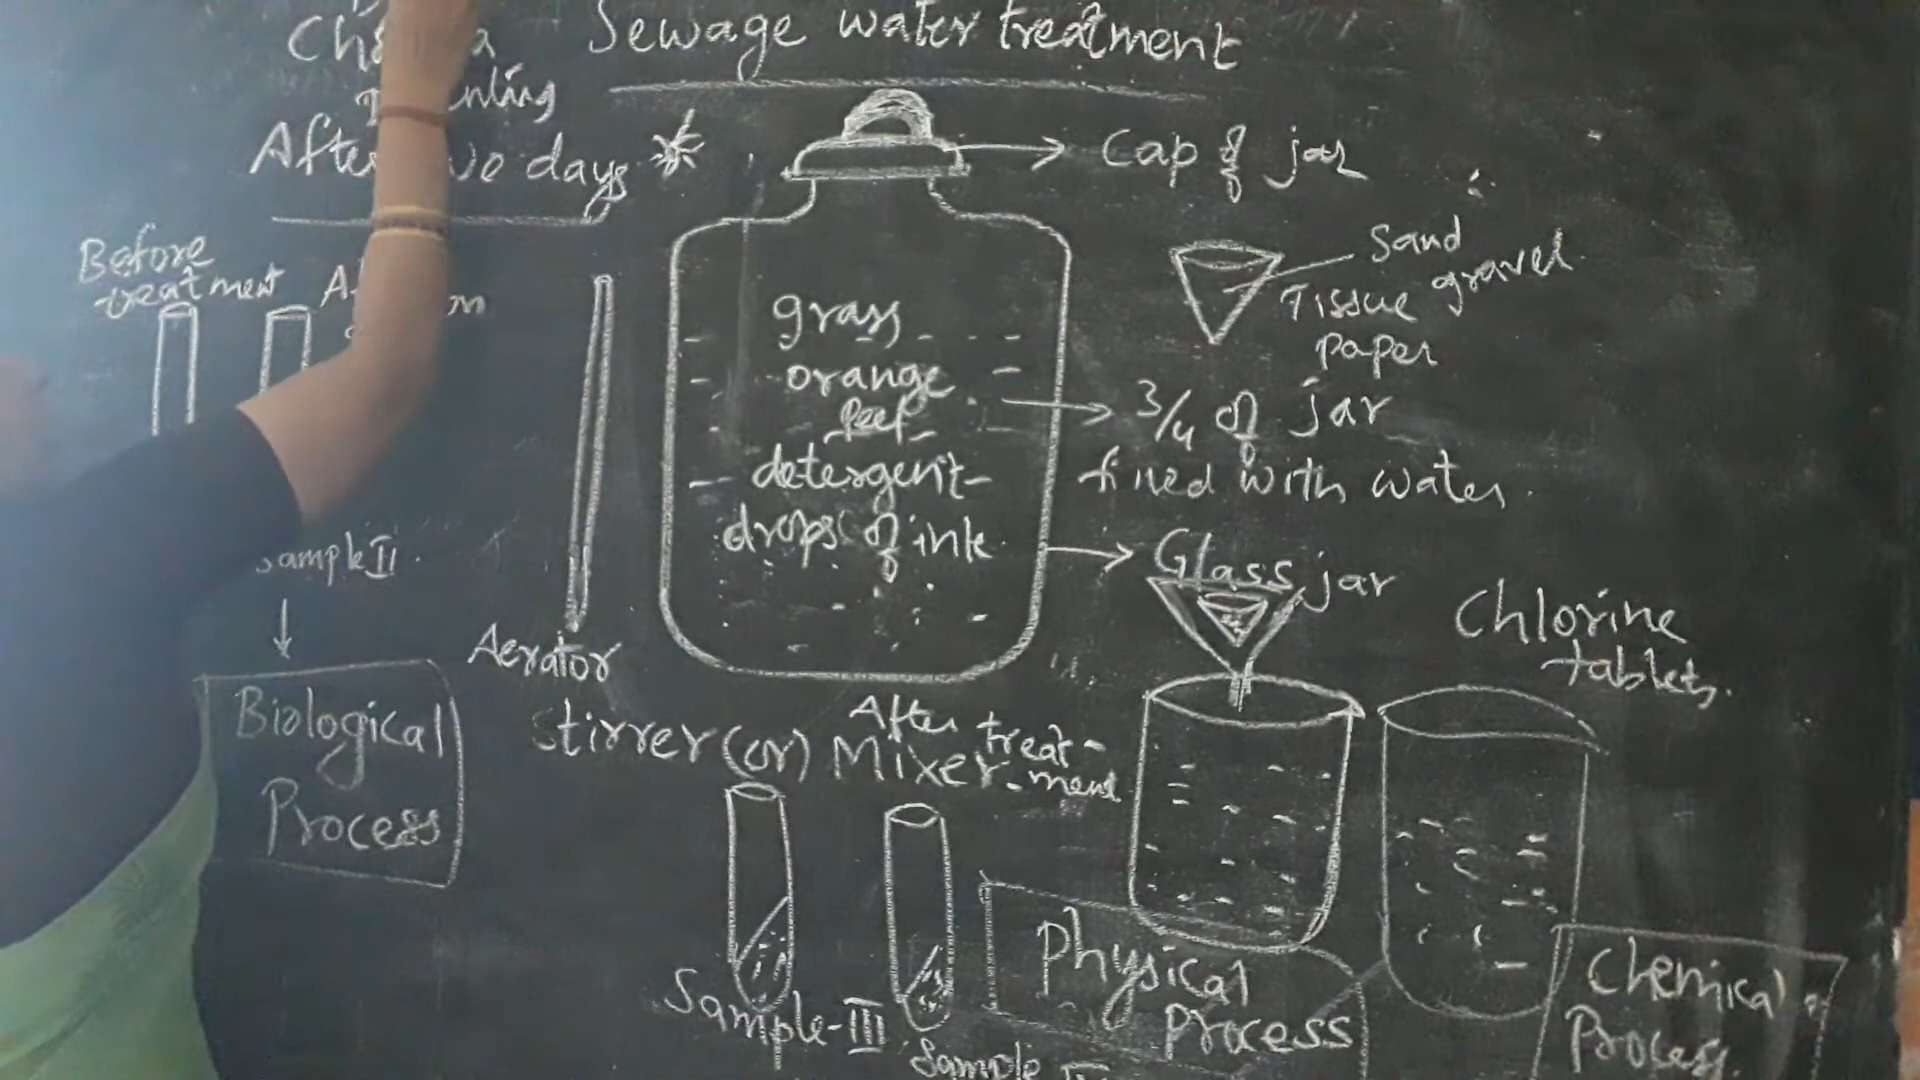 Sewage water treatment
After days
Before
treatment
Cap of jar
Sand
gravel
Tissue
paper
grass
orange
Peel
detergent
drops of ink
3/4 of jar
filled with water
Glass jar
Chlorine
tablets.
Sample II.
Aerator
Stirrer (or) Mixer
After treat-
ment
Biological
Process
Sample-III
Sample
Physical
Process
Chemical
Process.